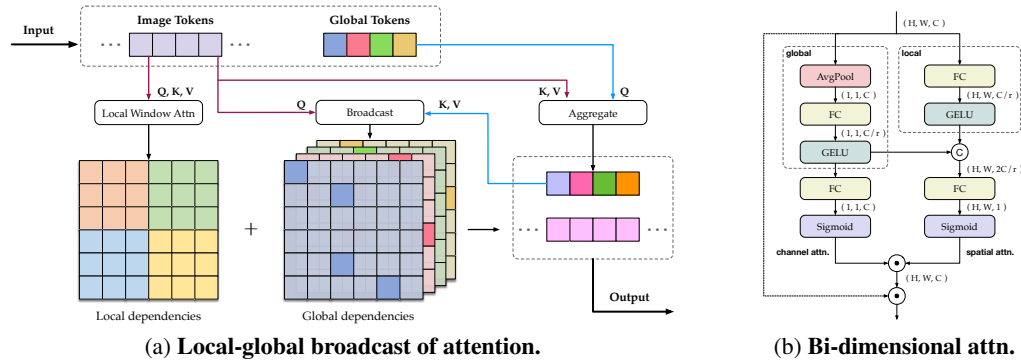 Input
Image Tokens
Global Tokens
Q, K, V
Q
K, V
K, V
Q
Local Window Attn
Broadcast
Aggregate
+
Local dependencies
Global dependencies
Output
(a) Local-global broadcast of attention.
( H, W, C )
global
local
AvgPool
FC
( 1, 1, C )
( H, W, C/r )
FC
GELU
( 1, 1, C/r )
GELU
C
( H, W, 2C/r )
FC
FC
( 1, 1, C )
( H, W, 1 )
Sigmoid
Sigmoid
channel attn.
spatial attn.
( H, W, C )
(b) Bi-dimensional attn.